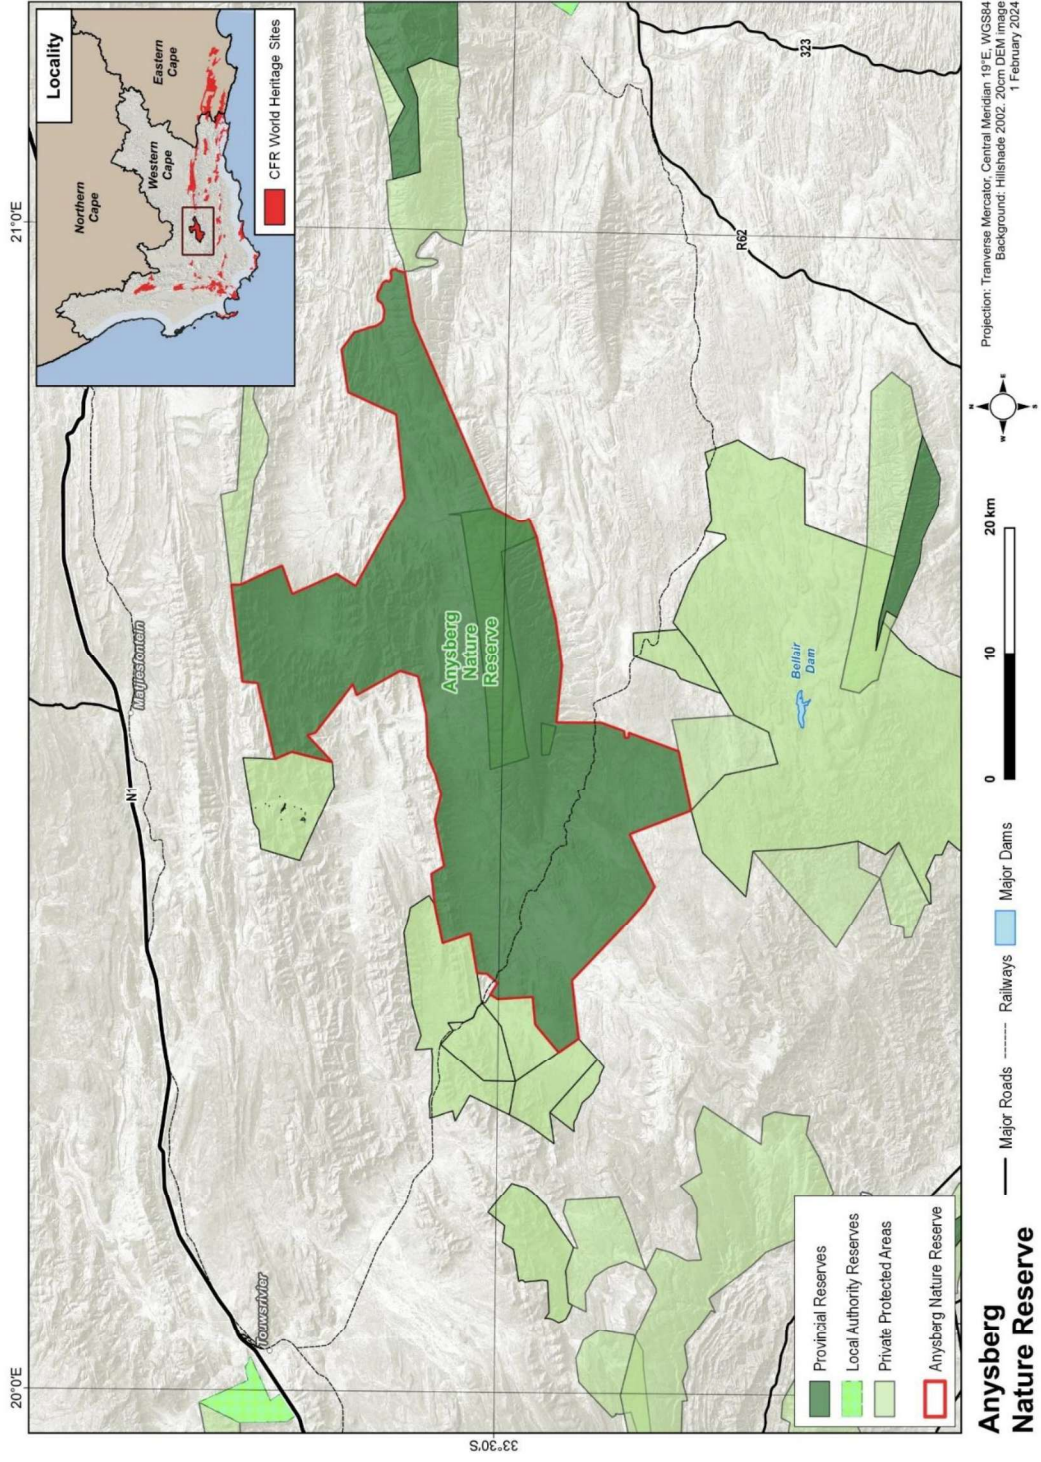 20°0'E
21°0'E
33°30'S
Locality
Northern
Cape
Western
Cape
Eastern
Cape
CFR World Heritage Sites
N1
Matjiesfontein
Touwsrivier
Anysberg
Nature
Reserve
Bellair
Dam
R62
323
Provincial Reserves
Local Authority Reserves
Private Protected Areas
Anysberg Nature Reserve
Anysberg
Nature Reserve
Major Roads
Railways
Major Dams
0
10
20 km
N
W
E
S
Projection: Tranverse Mercator, Central Meridian 19°E, WGS84
Background: Hillshade 2002. 20cm DEM image
1 February 2024